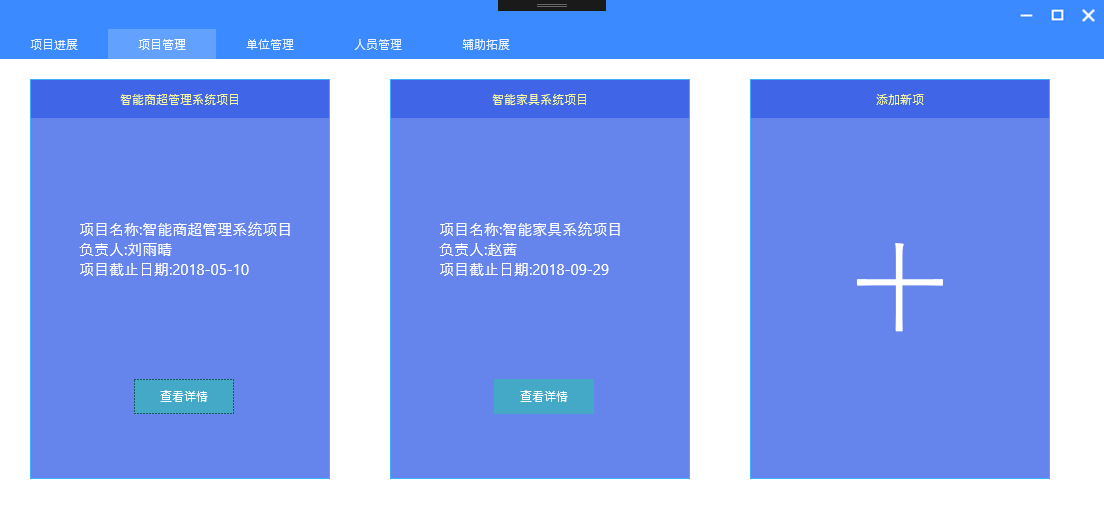 项目进展
项目管理
单位管理
人员管理
辅助拓展
智能商超管理系统项目
项目名称:智能商超管理系统项目
负责人:刘雨晴
项目截止日期:2018-05-10
查看详情
智能家具系统项目
项目名称:智能家具系统项目
负责人:赵茜
项目截止日期:2018-09-29
查看详情
添加新项